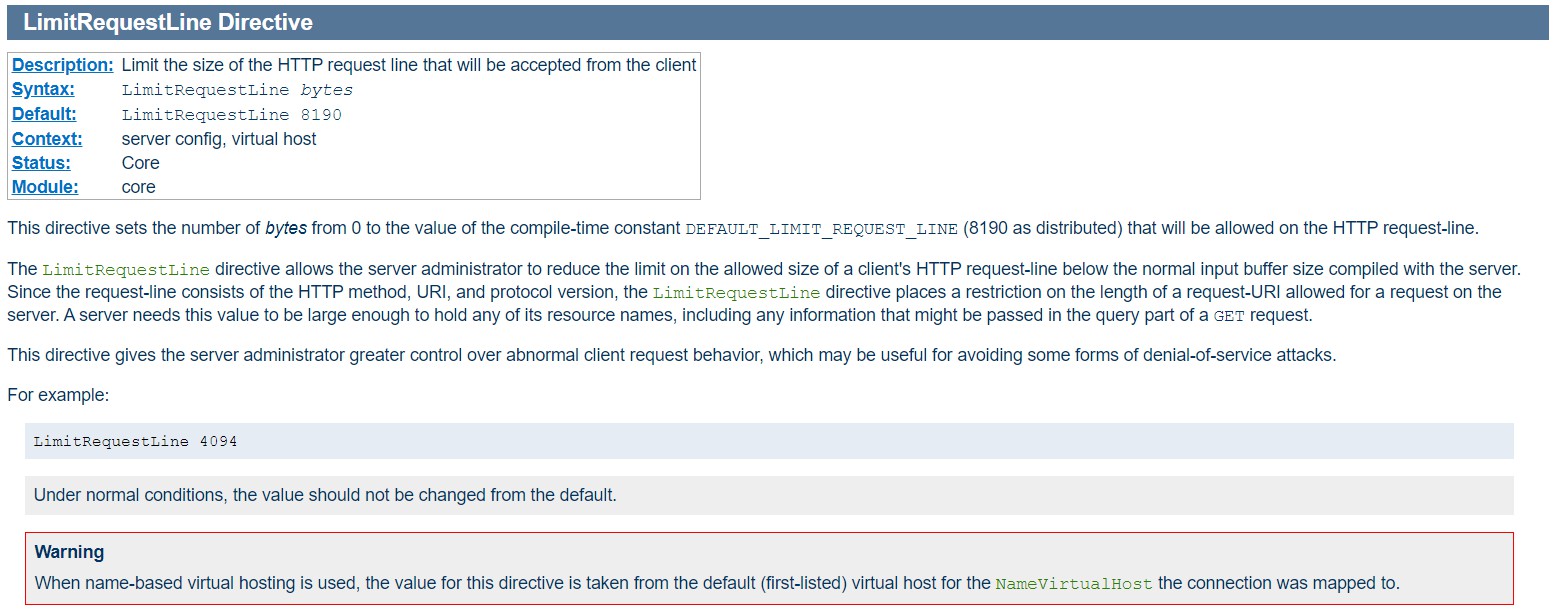 LimitRequestLine Directive
Description: Limit the size of the HTTP request line that will be accepted from the client
Syntax: LimitRequestLine bytes
Default: LimitRequestLine 8190
Context: server config, virtual host
Status: Core
Module: core
This directive sets the number of bytes from 0 to the value of the compile-time constant DEFAULT_LIMIT_REQUEST_LINE (8190 as distributed) that will be allowed on the HTTP request-line.
The LimitRequestLine directive allows the server administrator to reduce the limit on the allowed size of a client's HTTP request-line below the normal input buffer size compiled with the server.
Since the request-line consists of the HTTP method, URI, and protocol version, the LimitRequestLine directive places a restriction on the length of a request-URI allowed for a request on the
server. A server needs this value to be large enough to hold any of its resource names, including any information that might be passed in the query part of a GET request.
This directive gives the server administrator greater control over abnormal client request behavior, which may be useful for avoiding some forms of denial-of-service attacks.
For example:
LimitRequestLine 4094
Under normal conditions, the value should not be changed from the default.
Warning
When name-based virtual hosting is used, the value for this directive is taken from the default (first-listed) virtual host for the NameVirtualHost the connection was mapped to.